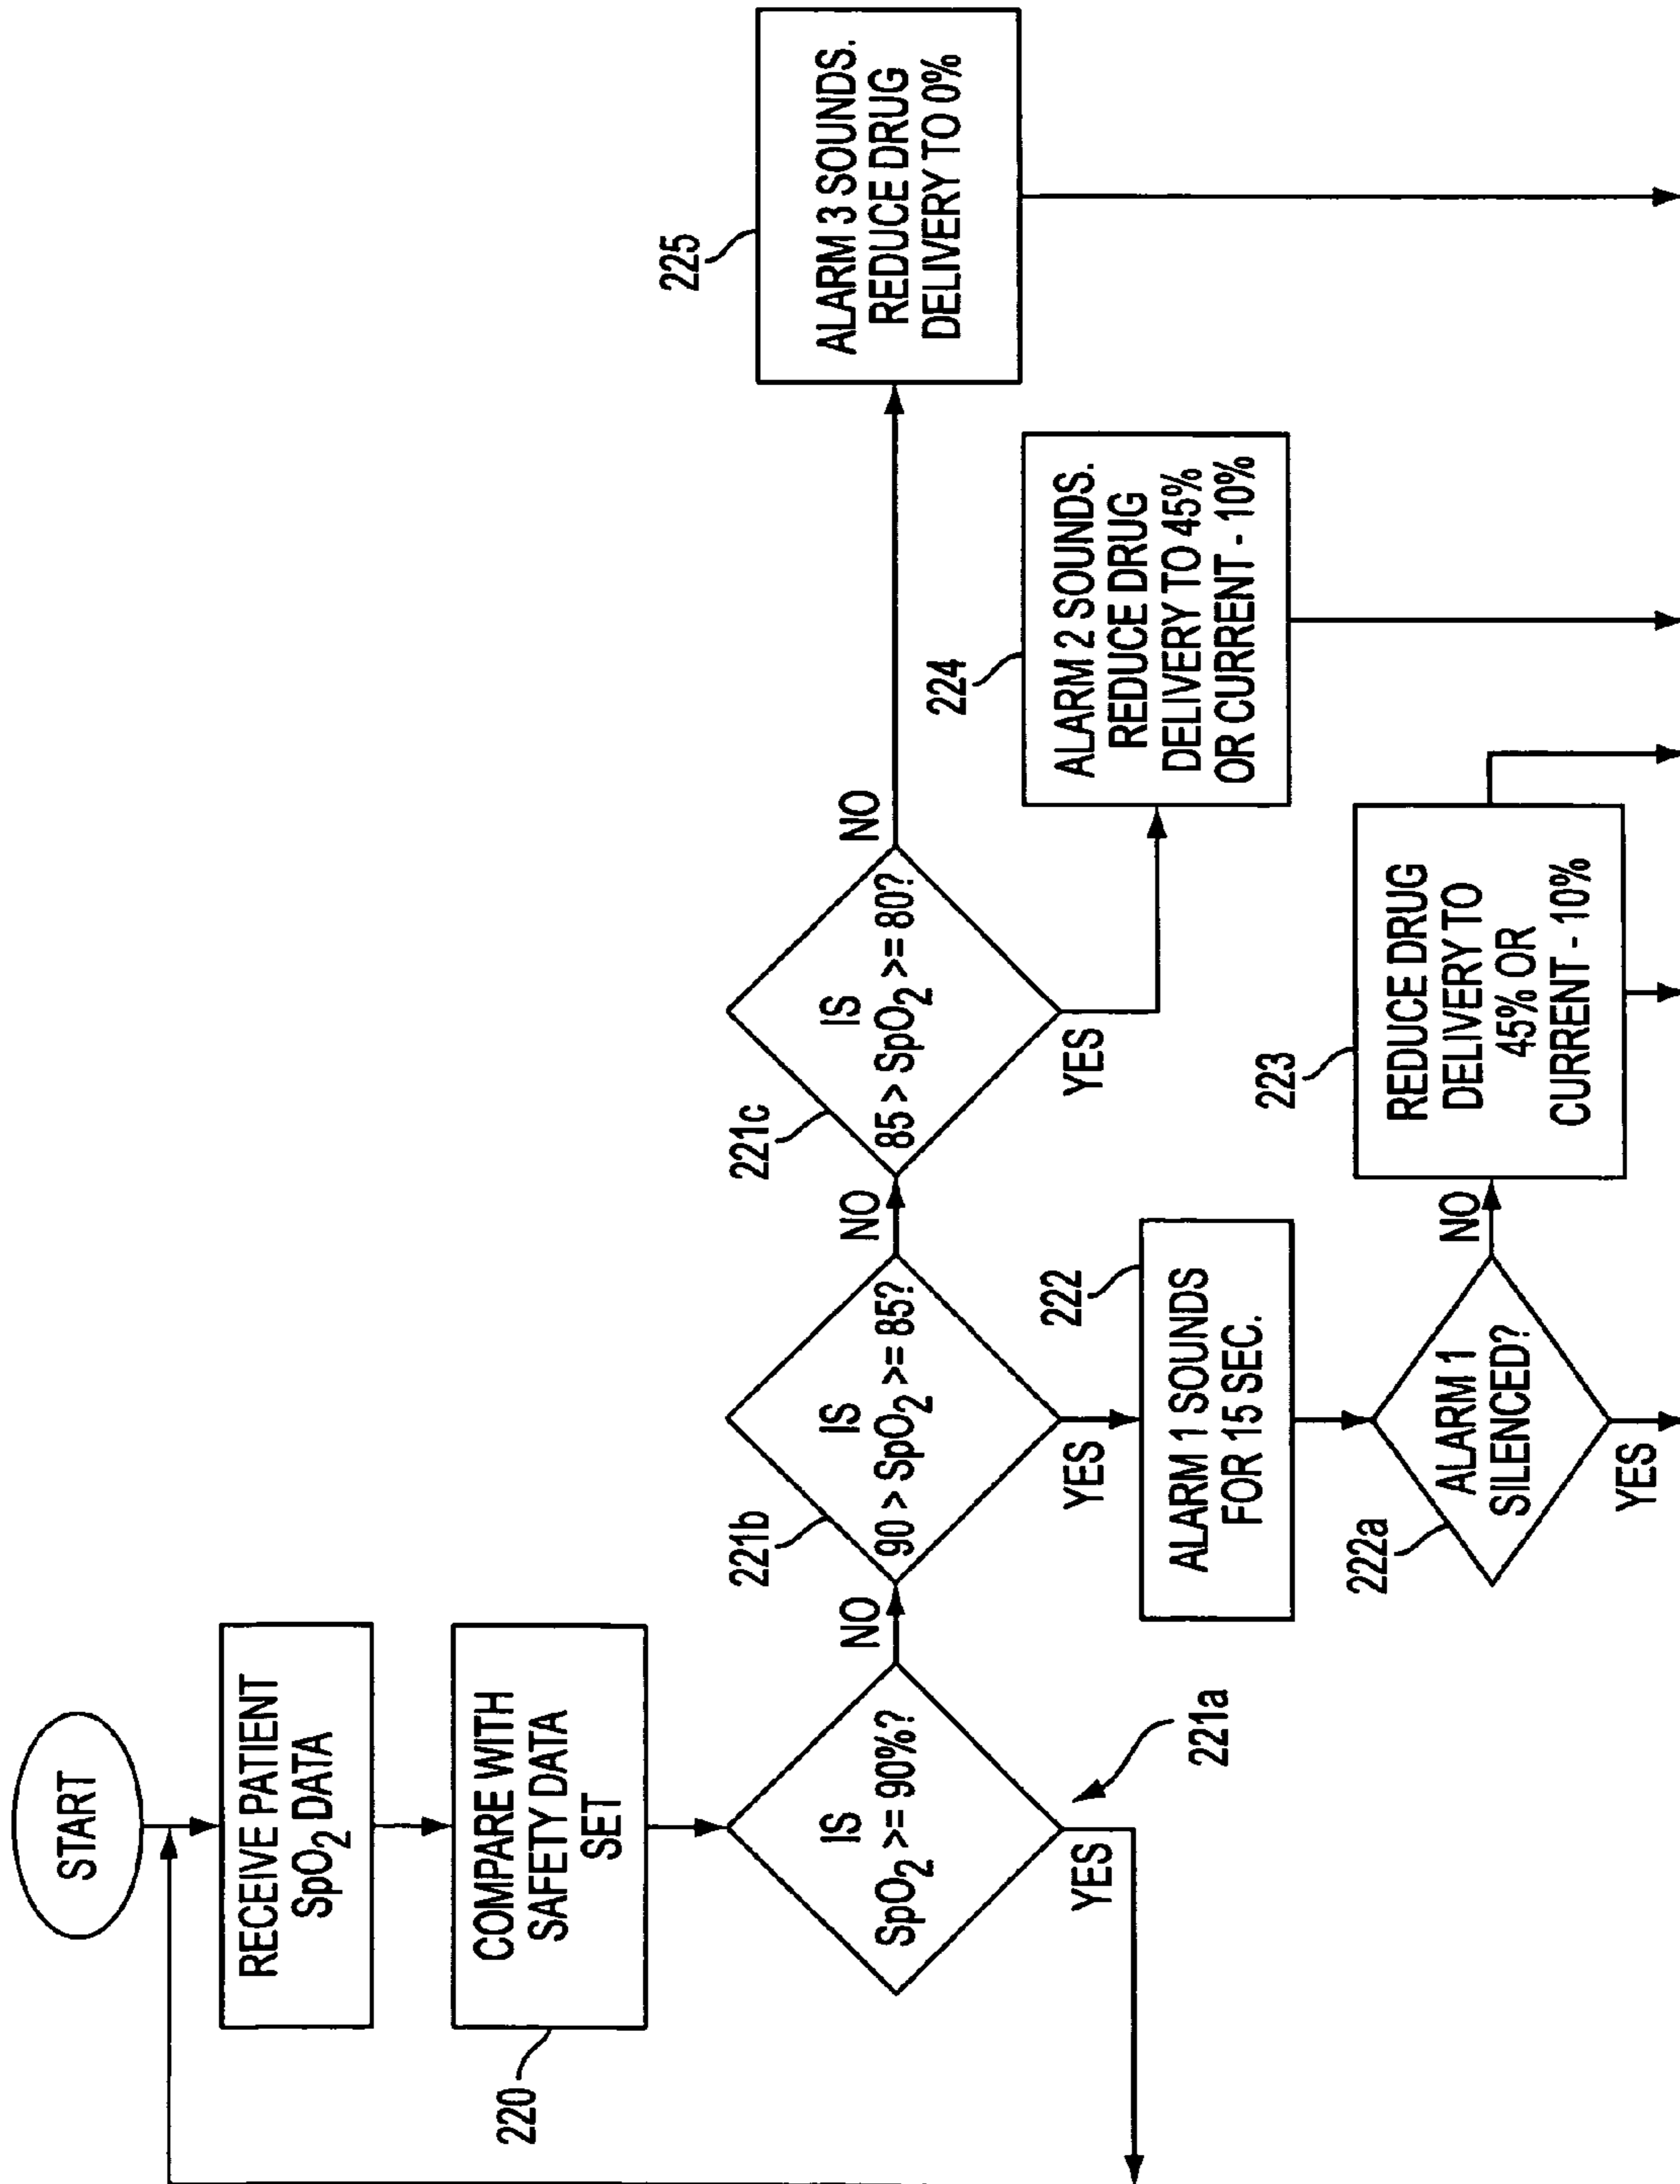 START
RECEIVE PATIENT
SpO2 DATA
COMPARE WITH
SAFETY DATA
SET
220
IS
SpO2 >= 90%?
221a
YES
NO
221b
IS
90 > SpO2 >= 85?
YES
NO
221c
IS
85 > SpO2 >= 80?
YES
NO
225
ALARM 3 SOUNDS.
REDUCE DRUG
DELIVERY TO 0%
224
ALARM 2 SOUNDS.
REDUCE DRUG
DELIVERY TO 45%
OR CURRENT - 10%
222
ALARM 1 SOUNDS
FOR 15 SEC.
222a
ALARM 1
SILENCED?
YES
NO
223
REDUCE DRUG
DELIVERY TO
45% OR
CURRENT - 10%